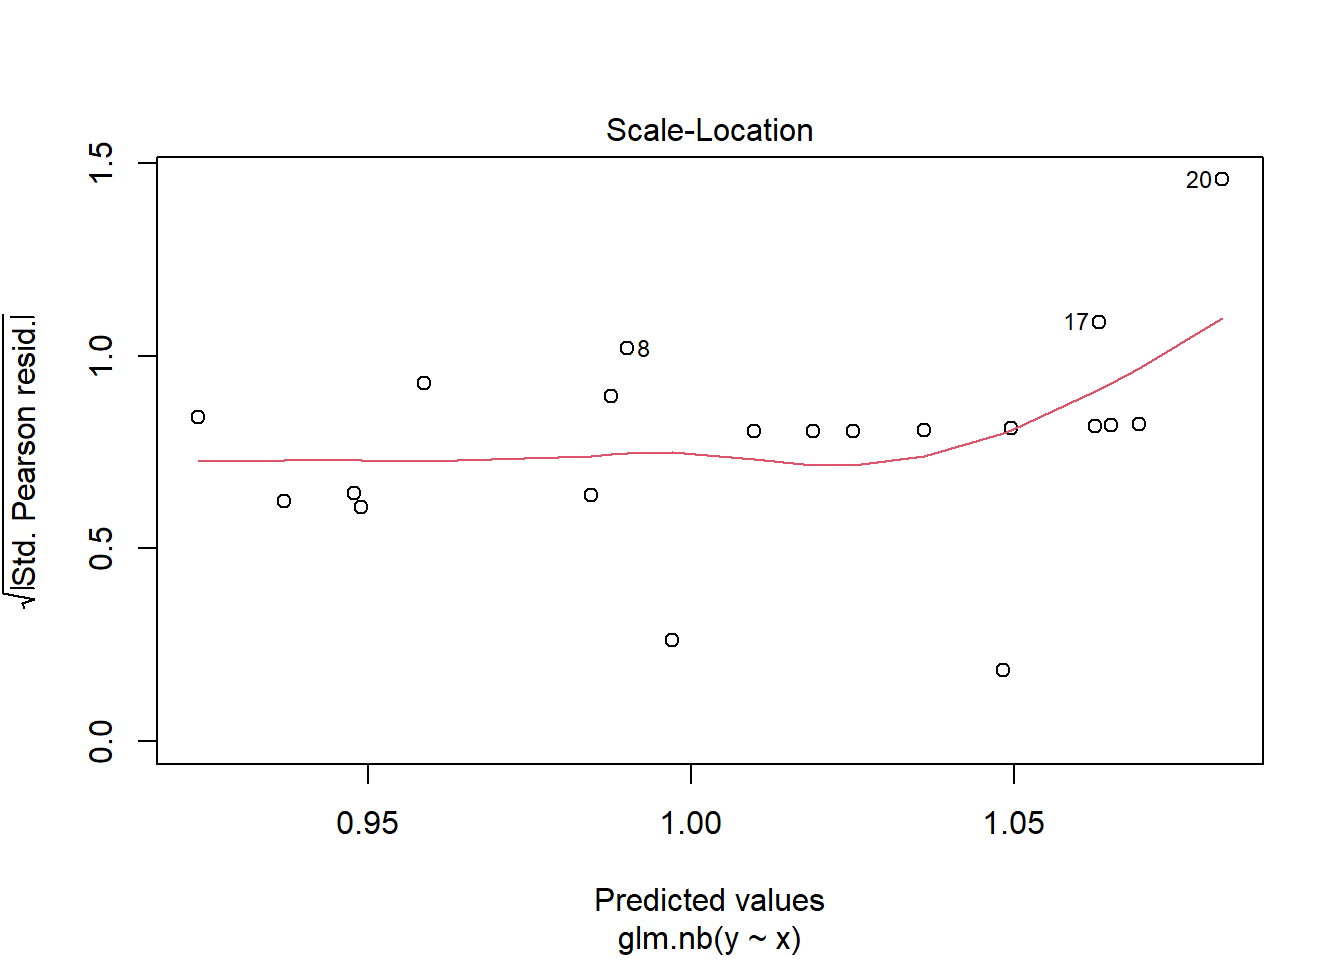 Scale-Location
√|Std. Pearson resid.|
1.5
1.0
0.5
0.0
20
17
8
0.95 1.00 1.05
Predicted values
glm.nb(y ~ x)